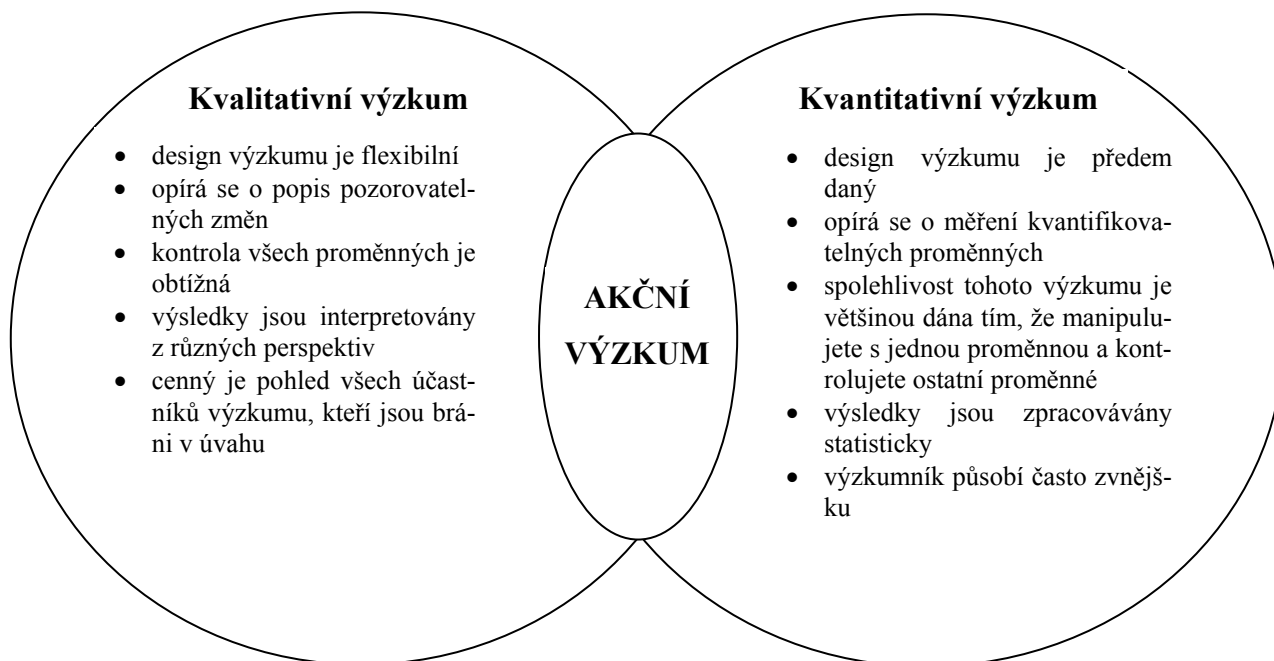 Kvalitativní výzkum
• design výzkumu je flexibilní
• opírá se o popis pozorovatel-
ných změn
• kontrola všech proměnných je
obtížná
• výsledky jsou interpretovány
z různých perspektiv
• cenný je pohled všech účast-
níků výzkumu, kteří jsou brá-
ni v úvahu
AKČNÍ
VÝZKUM
Kvantitativní výzkum
• design výzkumu je předem
daný
• opírá se o měření kvantifikova-
telných proměnných
• spolehlivost tohoto výzkumu je
většinou dána tím, že manipulu-
jete s jednou proměnnou a kont-
rolujete ostatní proměnné
• výsledky jsou zpracovávány
statisticky
• výzkumník působí často zvnějš-
ku